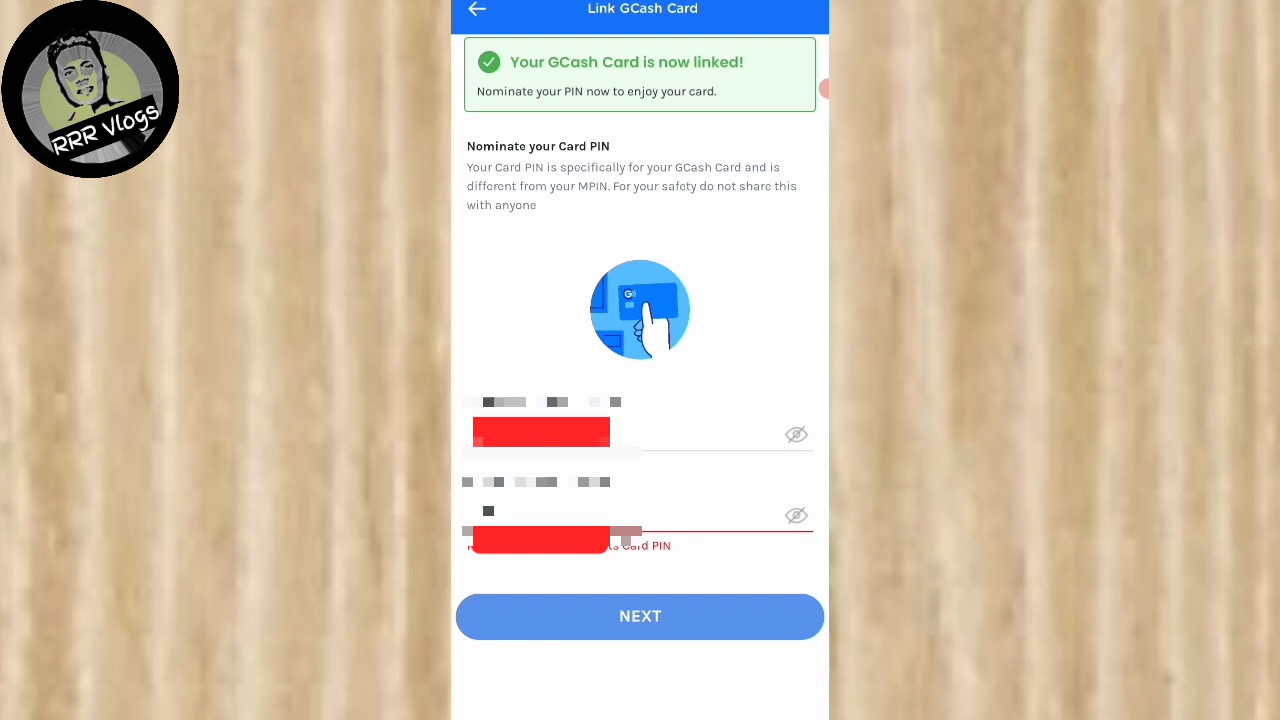 Link GCash Card
RRR Vlogs
Your GCash Card is now linked!
Nominate your PIN now to enjoy your card.
Nominate your Card PIN
Your Card PIN is specifically for your GCash Card and is
different from your MPIN. For your safety do not share this
with anyone
G
Card PIN
NEXT